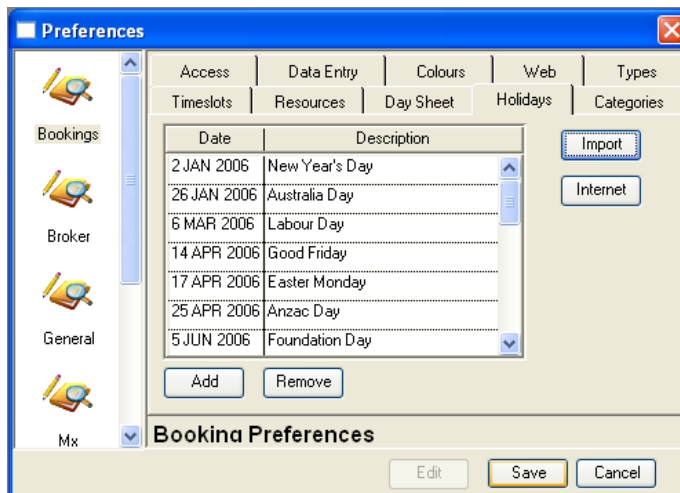 Preferences
Access Data Entry Colours Web Types
Timeslots Resources Day Sheet Holidays Categories
Bookings
Broker
General
Mx
Date Description
2 JAN 2006 New Year's Day
26 JAN 2006 Australia Day
6 MAR 2006 Labour Day
14 APR 2006 Good Friday
17 APR 2006 Easter Monday
25 APR 2006 Anzac Day
5 JUN 2006 Foundation Day
Import
Internet
Add Remove
Booking Preferences
Edit Save Cancel